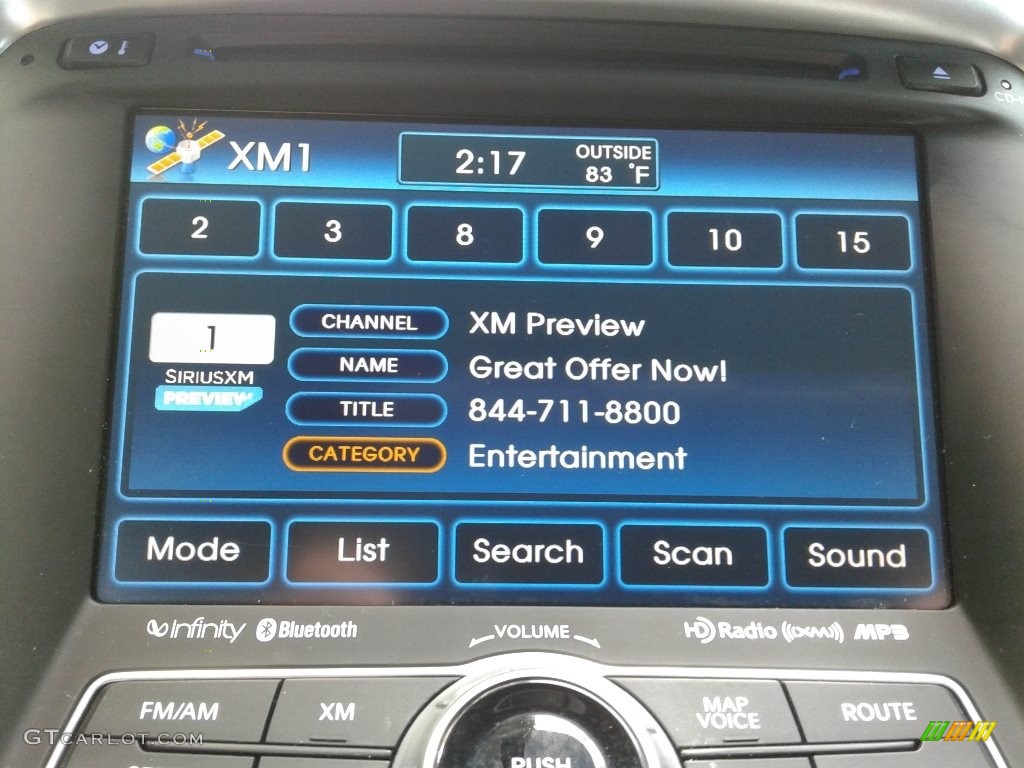 XM1
2:17 OUTSIDE
83 °F
2 3 8 9 10 15
1
SIRIUSXM
PREVIEW
CHANNEL XM Preview
NAME Great Offer Now!
TITLE 844-711-8800
CATEGORY Entertainment
Mode List Search Scan Sound
Infinity Bluetooth VOLUME HD Radio ((XM)) MP3
FM/AM XM MAP VOICE ROUTE
PUSH
GTCARLOT.COM